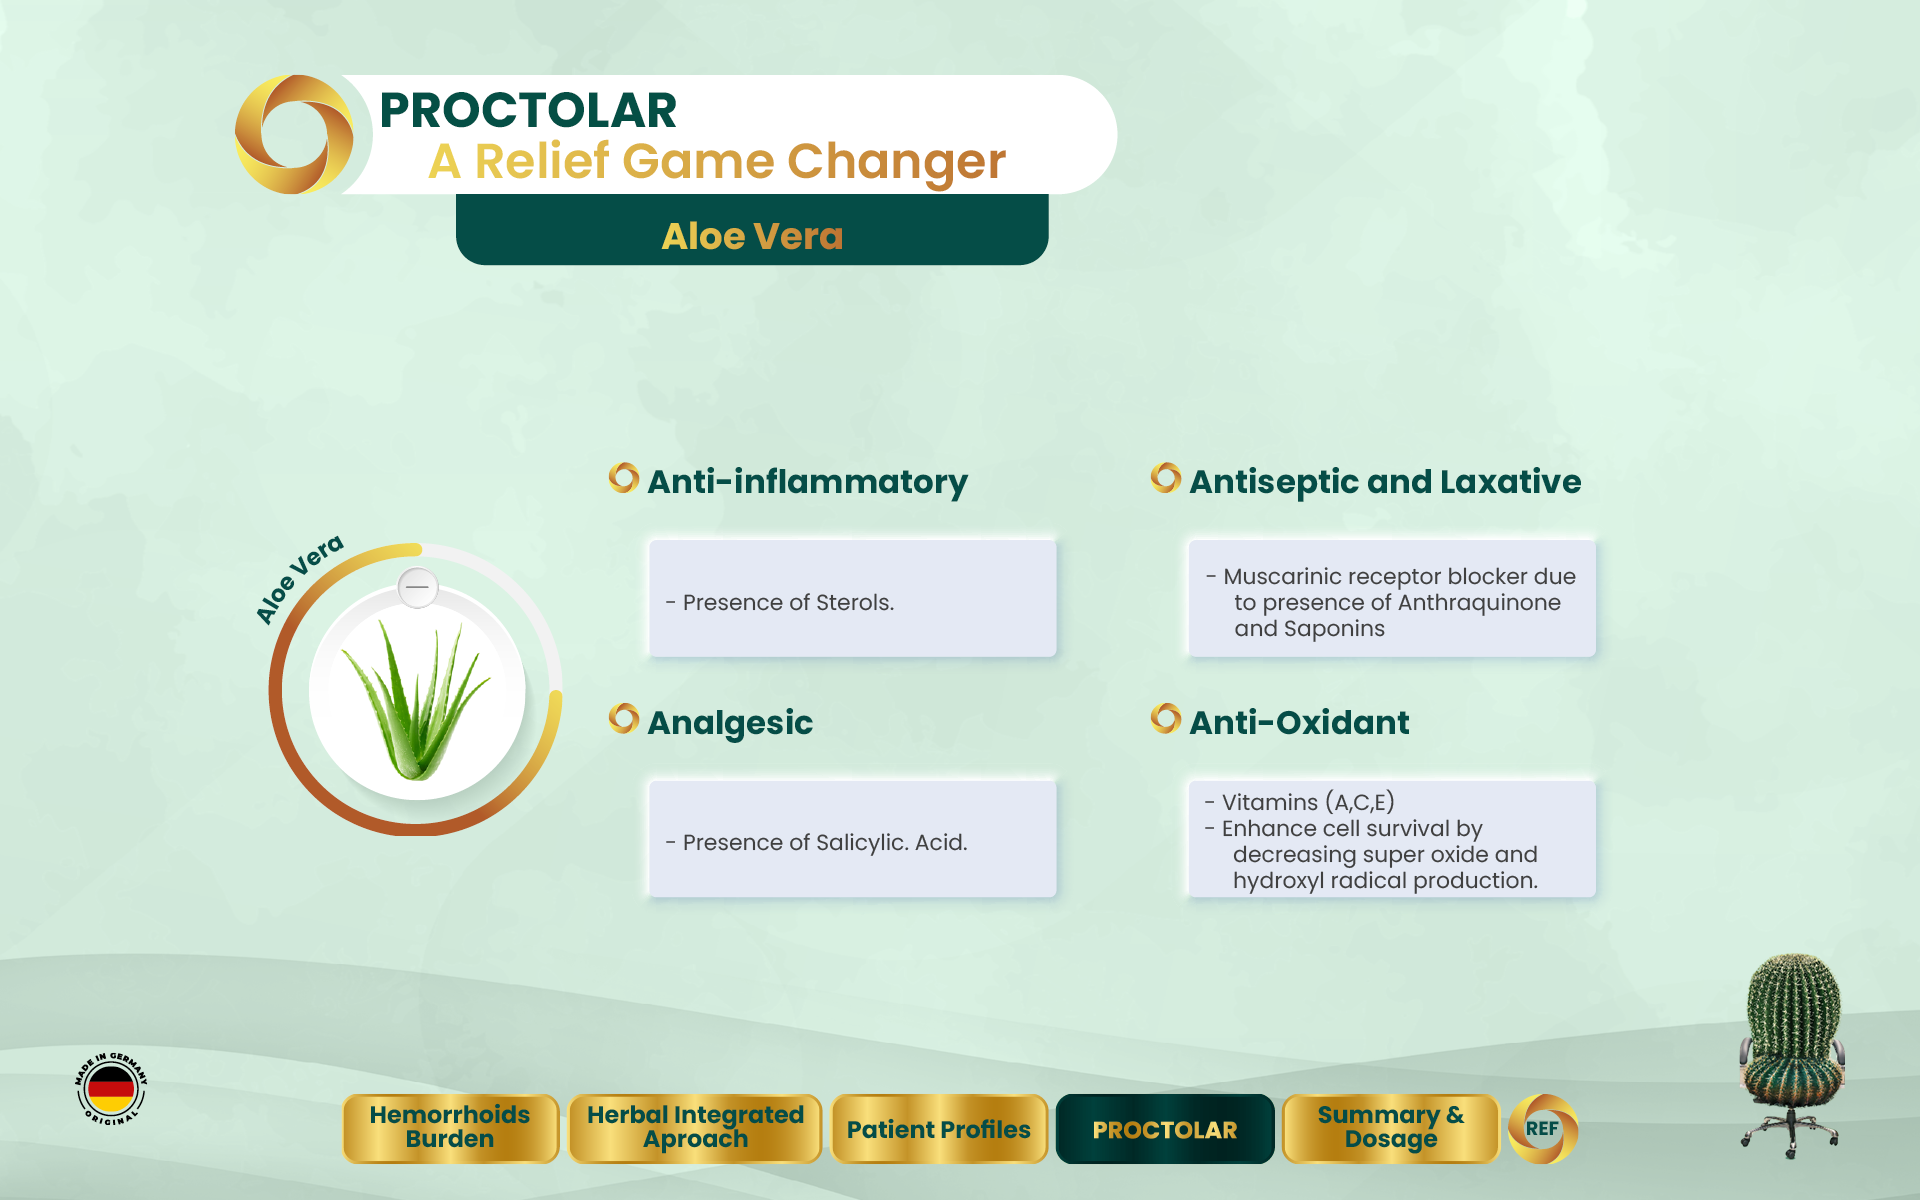 PROCTOLAR
A Relief Game Changer
Aloe Vera
Aloe Vera
Anti-inflammatory
- Presence of Sterols.
Antiseptic and Laxative
- Muscarinic receptor blocker due
to presence of Anthraquinone
and Saponins
Analgesic
- Presence of Salicylic. Acid.
Anti-Oxidant
- Vitamins (A,C,E)
- Enhance cell survival by
decreasing super oxide and
hydroxyl radical production.
MADE IN GERMANY
ORIGINAL
Hemorrhoids
Burden
Herbal Integrated
Aproach
Patient Profiles
PROCTOLAR
Summary &
Dosage
REF